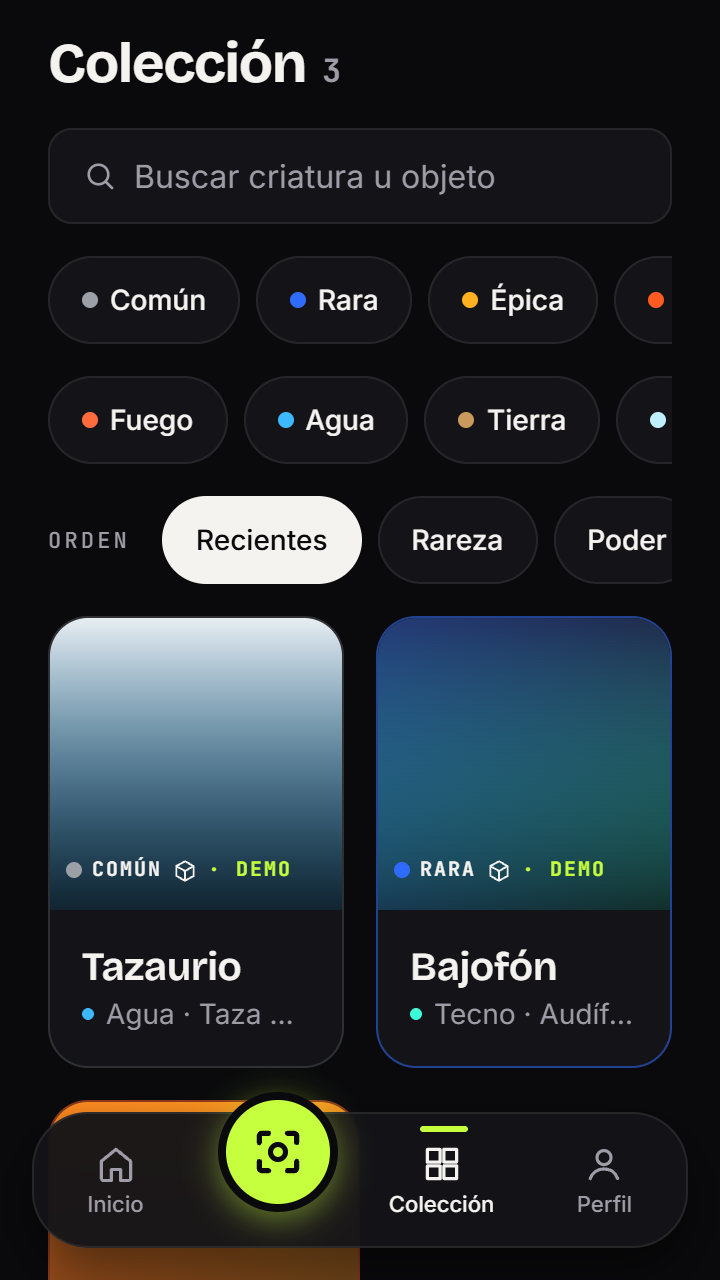 Colección 3
Buscar criatura u objeto
Común Rara Épica
Fuego Agua Tierra
ORDEN Recientes Rareza Poder
COMÚN · DEMO
RARA · DEMO
Tazaurio
Agua · Taza ...
Bajofón
Tecno · Audíf...
Inicio Colección Perfil